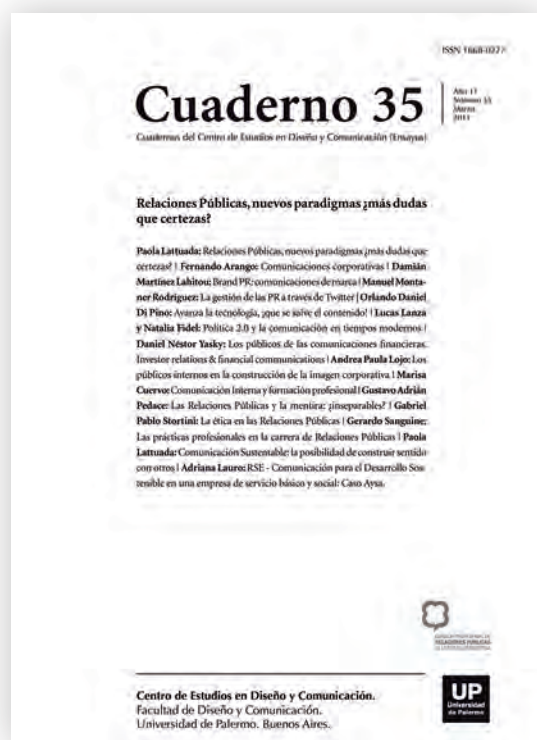 ISSN 1668-0227
Cuaderno 35
Año 11
Número 35
Marzo
2011
Cuadernos del Centro de Estudios en Diseño y Comunicación [Ensayos]
Relaciones Públicas, nuevos paradigmas ¿más dudas
que certezas?
Paola Lattuada: Relaciones Públicas, nuevos paradigmas ¿más dudas que
certezas? | Fernando Arango: Comunicaciones corporativas | Damián
Martínez Lahitou: Brand PR: comunicaciones de marca | Manuel Monta-
ner Rodríguez: La gestión de las PR a través de Twitter | Orlando Daniel
Di Pino: Avanza la tecnología, ¡que se salve el contenido! | Lucas Lanza
y Natalia Fidel: Política 2.0 y la comunicación en tiempos modernos |
Daniel Néstor Yasky: Los públicos de las comunicaciones financieras.
Investor relations & financial communications | Andrea Paula Lojo: Los
públicos internos en la construcción de la imagen corporativa | Marisa
Cuervo: Comunicación Interna y formación profesional | Gustavo Adrián
Pedace: Las Relaciones Públicas y la mentira: ¿inseparables? | Gabriel
Pablo Stortini: La ética en las Relaciones Públicas | Gerardo Sanguine:
Las prácticas profesionales en la carrera de Relaciones Públicas | Paola
Lattuada: Comunicación Sustentable: la posibilidad de construir sentido
con otros | Adriana Lauro: RSE - Comunicación para el Desarrollo Sos-
tenible en una empresa de servicio básico y social: Caso Aysa.
RELACIONES PÚBLICAS
Centro de Estudios en Diseño y Comunicación.
Facultad de Diseño y Comunicación.
Universidad de Palermo. Buenos Aires.
UP
Universidad
de Palermo